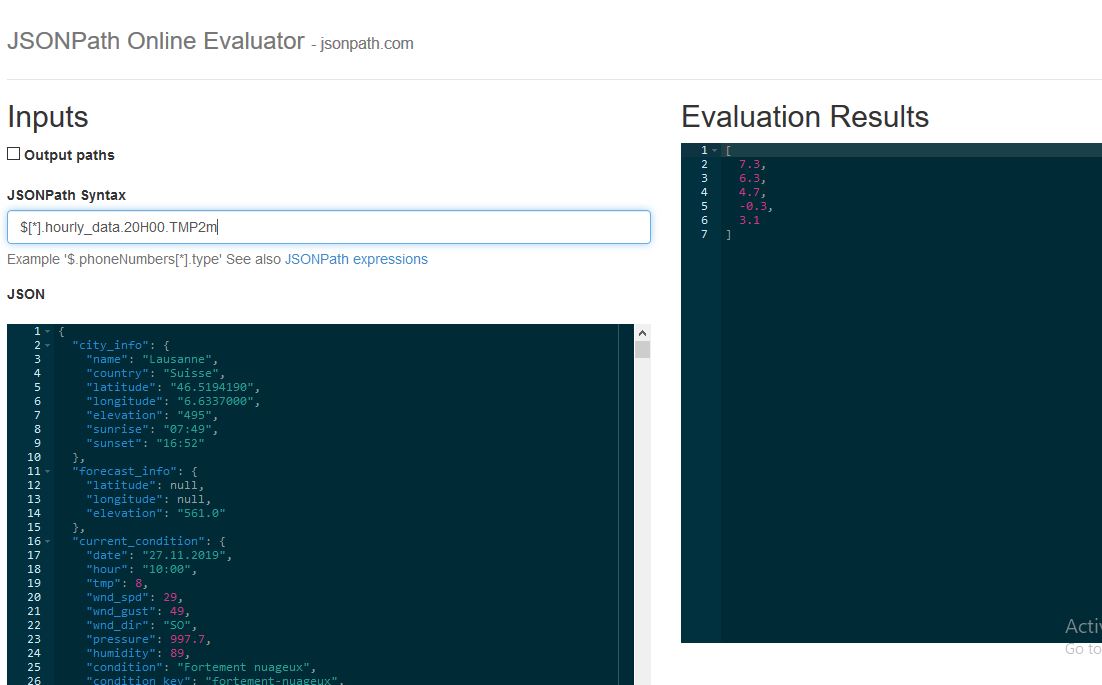 JSONPath Online Evaluator - jsonpath.com
Inputs
Output paths
JSONPath Syntax
$[*].hourly_data.20H00.TMP2m
Example '$.phoneNumbers[*].type' See also JSONPath expressions
JSON
1 {
2 "city_info": {
3 "name": "Lausanne",
4 "country": "Suisse",
5 "latitude": "46.5194190",
6 "longitude": "6.6337000",
7 "elevation": "495",
8 "sunrise": "07:49",
9 "sunset": "16:52"
10 },
11 "forecast_info": {
12 "latitude": null,
13 "longitude": null,
14 "elevation": "561.0"
15 },
16 "current_condition": {
17 "date": "27.11.2019",
18 "hour": "10:00",
19 "tmp": 8,
20 "wnd_spd": 29,
21 "wnd_gust": 49,
22 "wnd_dir": "SO",
23 "pressure": 997.7,
24 "humidity": 89,
25 "condition": "Fortement nuageux",
26 "condition_key": "fortement-nuageux",
Evaluation Results
1 [
2 7.3,
3 6.3,
4 4.7,
5 -0.3,
6 3.1
7 ]
Activ
Go to